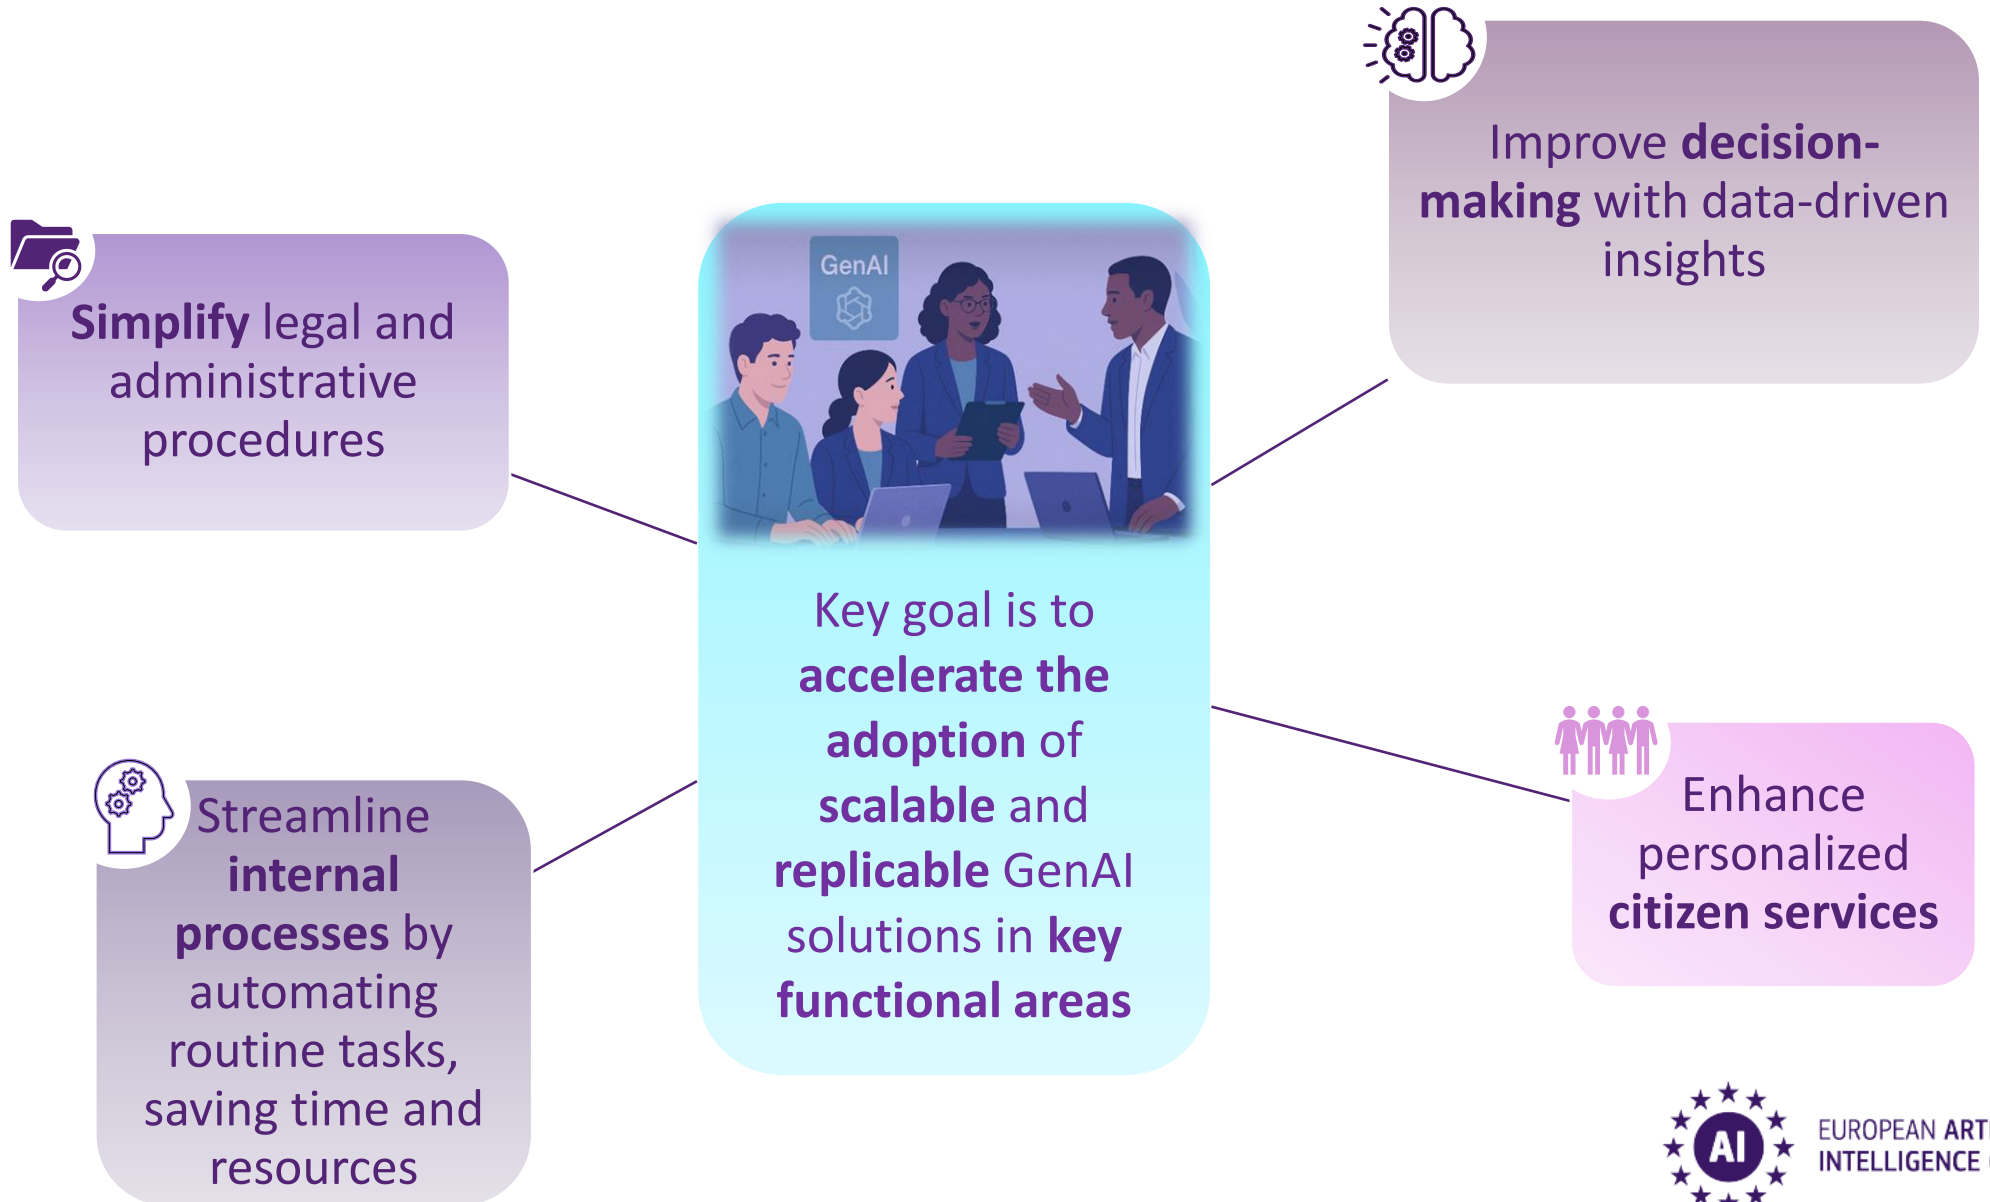 Simplify legal and
administrative
procedures
Streamline
internal
processes by
automating
routine tasks,
saving time and
resources
GenAI
Key goal is to
accelerate the
adoption of
scalable and
replicable GenAI
solutions in key
functional areas
Improve decision-
making with data-driven
insights
Enhance
personalized
citizen services
AI
EUROPEAN
INTELLIGENCE